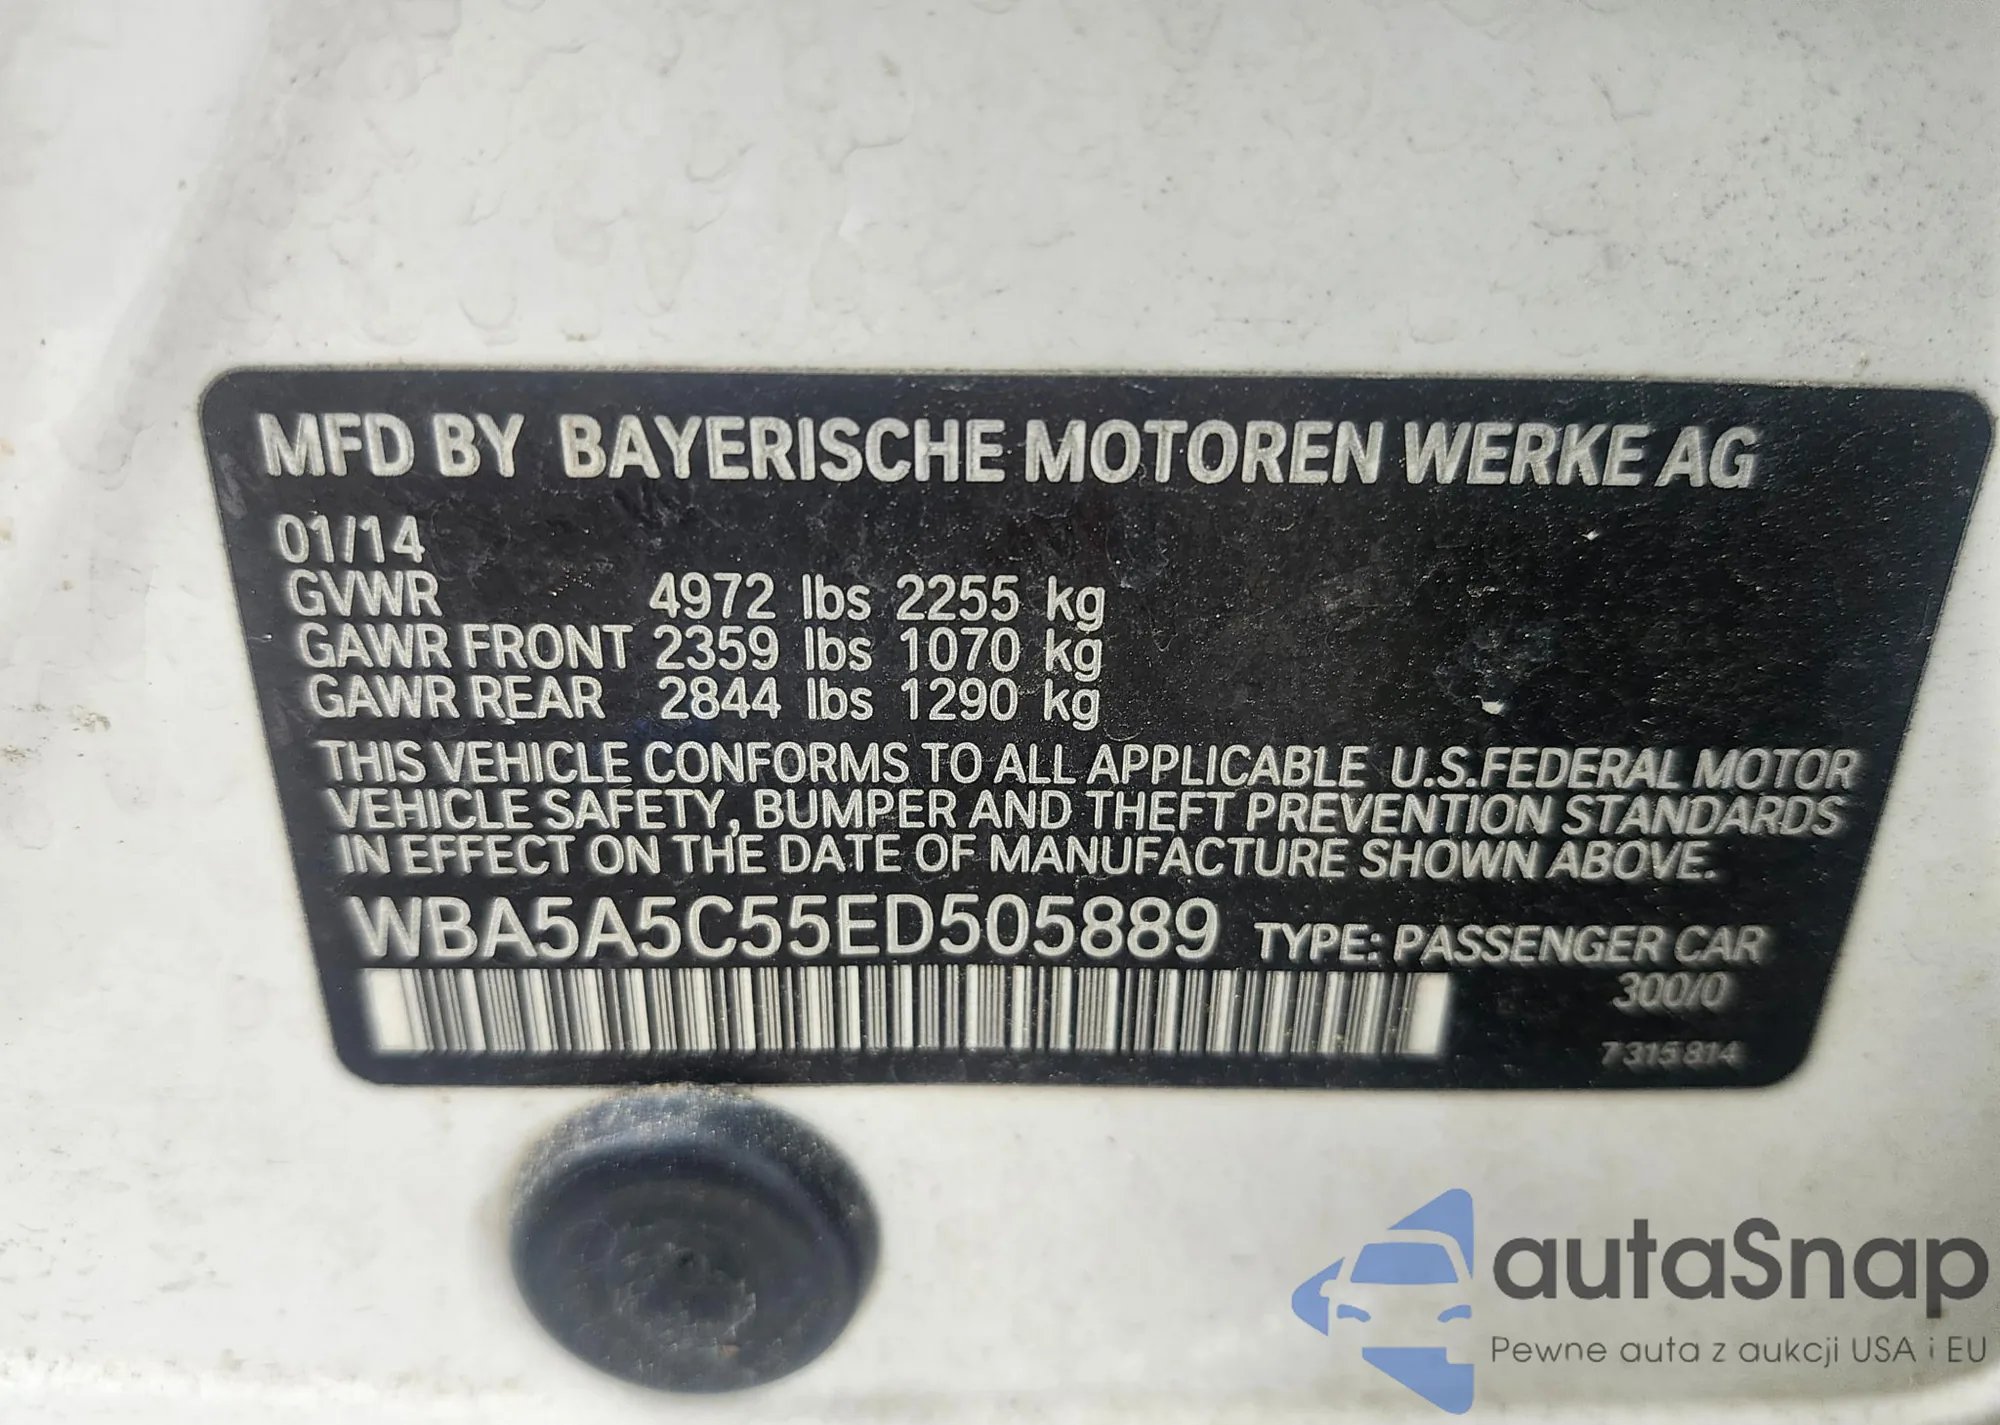 MFD BY BAYERISCHE MOTOREN WERKE AG
01/14
GVWR 4972 lbs 2255 kg
GAWR FRONT 2359 lbs 1070 kg
GAWR REAR 2844 lbs 1290 kg
THIS VEHICLE CONFORMS TO ALL APPLICABLE U.S.FEDERAL MOTOR
VEHICLE SAFETY, BUMPER AND THEFT PREVENTION STANDARDS
IN EFFECT ON THE DATE OF MANUFACTURE SHOWN ABOVE.
WBA5A5C55ED505889 TYPE: PASSENGER CAR
300/0
7315814
autaSnap
Pewne auta z aukcji USA i EU